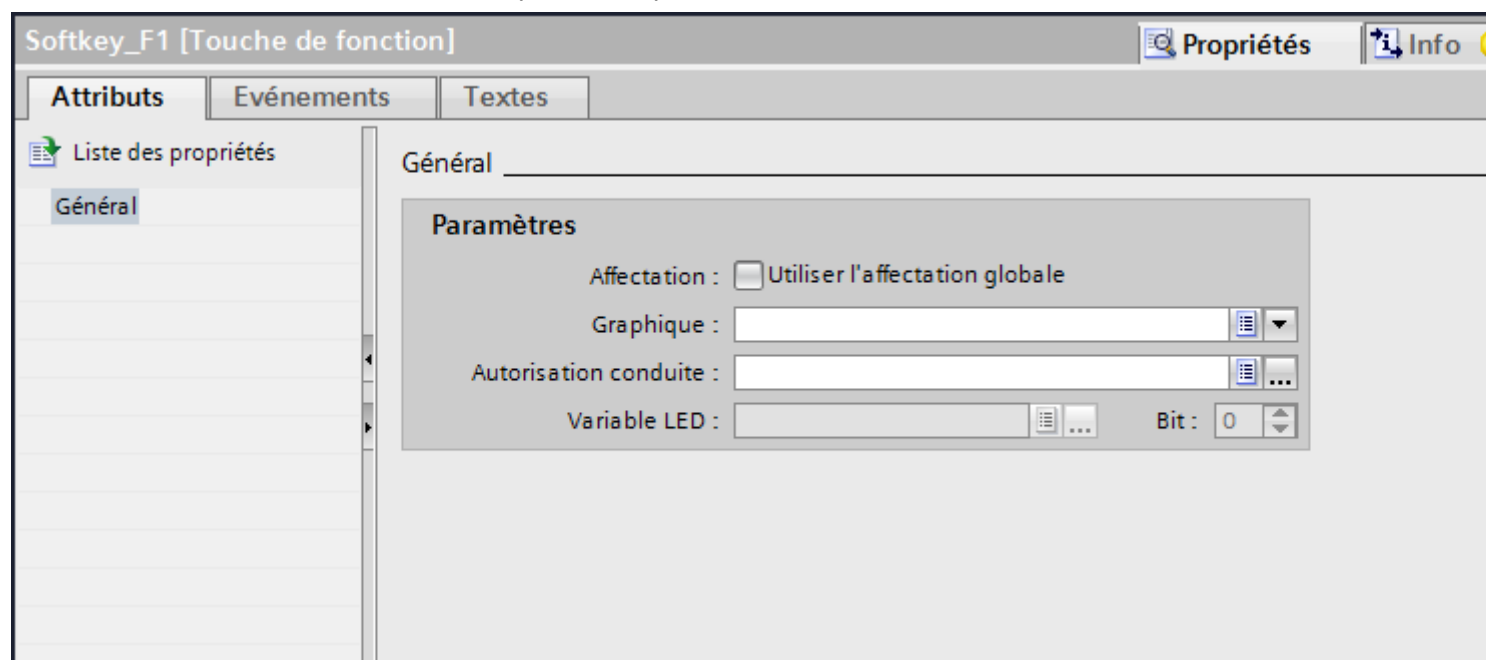 Softkey_F1 [Touche de fonction]
Propriétés
Info
Attributs
Evénements
Textes
Liste des propriétés
Général
Général
Paramètres
Affectation : Utiliser l'affectation globale
Graphique :
Autorisation conduite : ...
Variable LED : ... Bit : 0